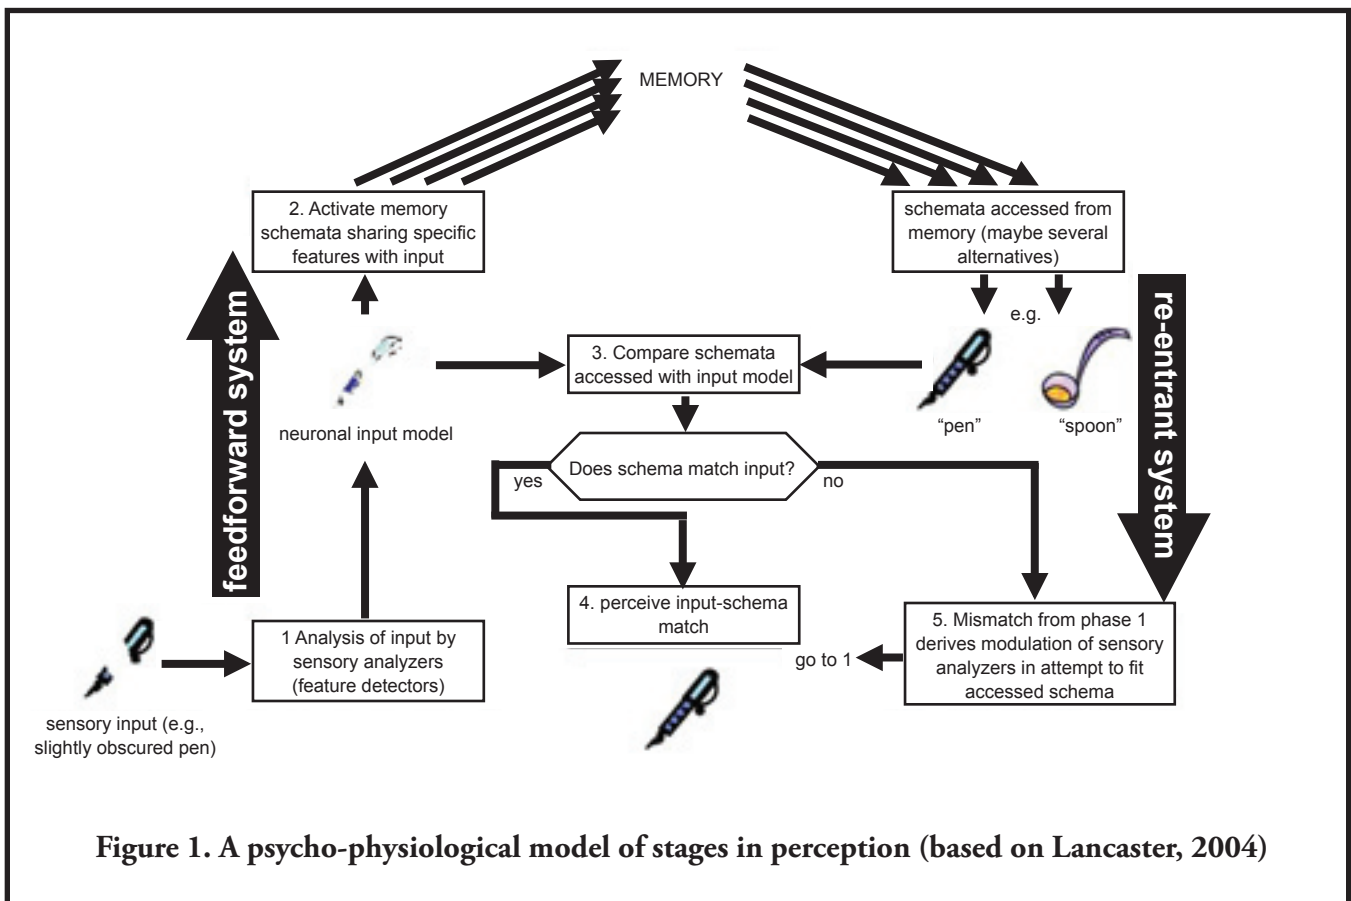 MEMORY
2. Activate memory
schemata sharing specific
features with input
schemata accessed from
memory (maybe several
alternatives)
feedforward system
re-entrant system
e.g.
3. Compare schemata
accessed with input model
“pen”
“spoon”
neuronal input model
Does schema match input?
yes
no
4. perceive input-schema
match
1 Analysis of input by
sensory analyzers
(feature detectors)
5. Mismatch from phase 1
derives modulation of sensory
analyzers in attempt to fit
accessed schema
go to 1
sensory input (e.g.,
slightly obscured pen)
Figure 1. A psycho-physiological model of stages in perception (based on Lancaster, 2004)